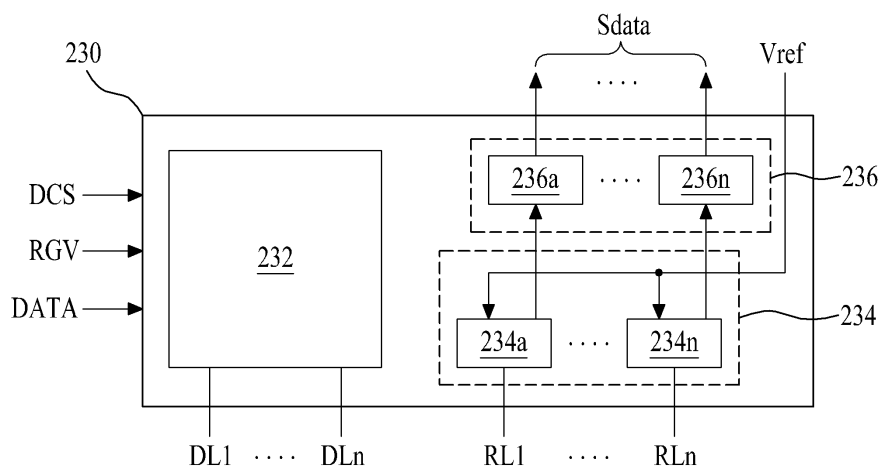 Sdata
230
Vref
. . . .
236a . . . . 236n
236
DCS
RGV
232
DATA
234
234a . . . . 234n
DL1 . . . . DLn
RL1 . . . . RLn